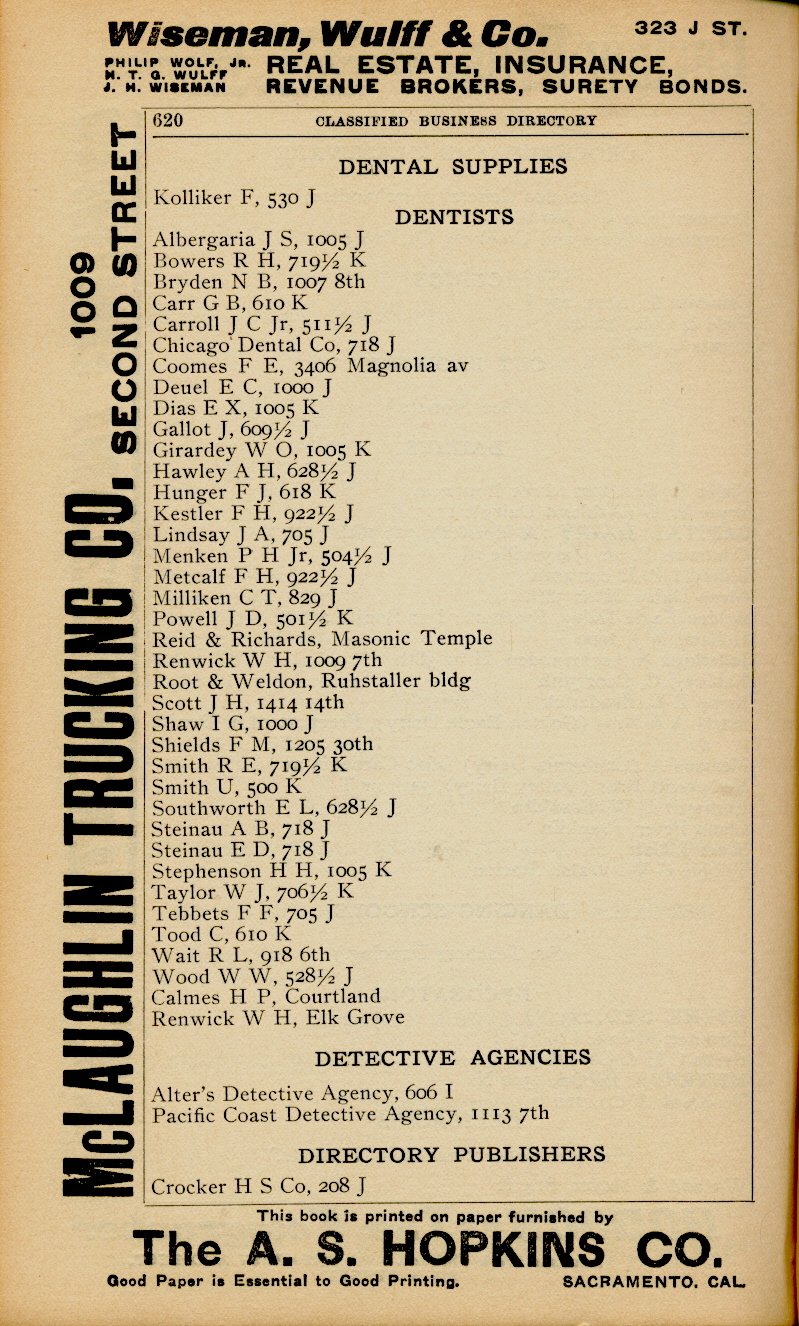 Wiseman, Wulff & Co. 323 J ST.
PHILIP WOLF, JR.
H. T. G. WULFF
J. H. WISEMAN
REAL ESTATE, INSURANCE,
REVENUE BROKERS, SURETY BONDS.
McLAUGHLIN TRUCKING CO. 1009 SECOND STREET
620 CLASSIFIED BUSINESS DIRECTORY
DENTAL SUPPLIES
Kolliker F, 530 J
DENTISTS
Albergaria J S, 1005 J
Bowers R H, 719½ K
Bryden N B, 1007 8th
Carr G B, 610 K
Carroll J C Jr, 511½ J
Chicago Dental Co, 718 J
Coomes F E, 3406 Magnolia av
Deuel E C, 1000 J
Dias E X, 1005 K
Gallot J, 609½ J
Girardey W O, 1005 K
Hawley A H, 628½ J
Hunger F J, 618 K
Kestler F H, 922½ J
Lindsay J A, 705 J
Menken P H Jr, 504½ J
Metcalf F H, 922½ J
Milliken C T, 829 J
Powell J D, 501½ K
Reid & Richards, Masonic Temple
Renwick W H, 1009 7th
Root & Weldon, Ruhstaller bldg
Scott J H, 1414 14th
Shaw I G, 1000 J
Shields F M, 1205 30th
Smith R E, 719½ K
Smith U, 500 K
Southworth E L, 628½ J
Steinau A B, 718 J
Steinau E D, 718 J
Stephenson H H, 1005 K
Taylor W J, 706½ K
Tebbets F F, 705 J
Tood C, 610 K
Wait R L, 918 6th
Wood W W, 528½ J
Calmes H P, Courtland
Renwick W H, Elk Grove
DETECTIVE AGENCIES
Alter's Detective Agency, 606 I
Pacific Coast Detective Agency, 1113 7th
DIRECTORY PUBLISHERS
Crocker H S Co, 208 J
This book is printed on paper furnished by
The A. S. HOPKINS CO.
Good Paper is Essential to Good Printing. SACRAMENTO. CAL.